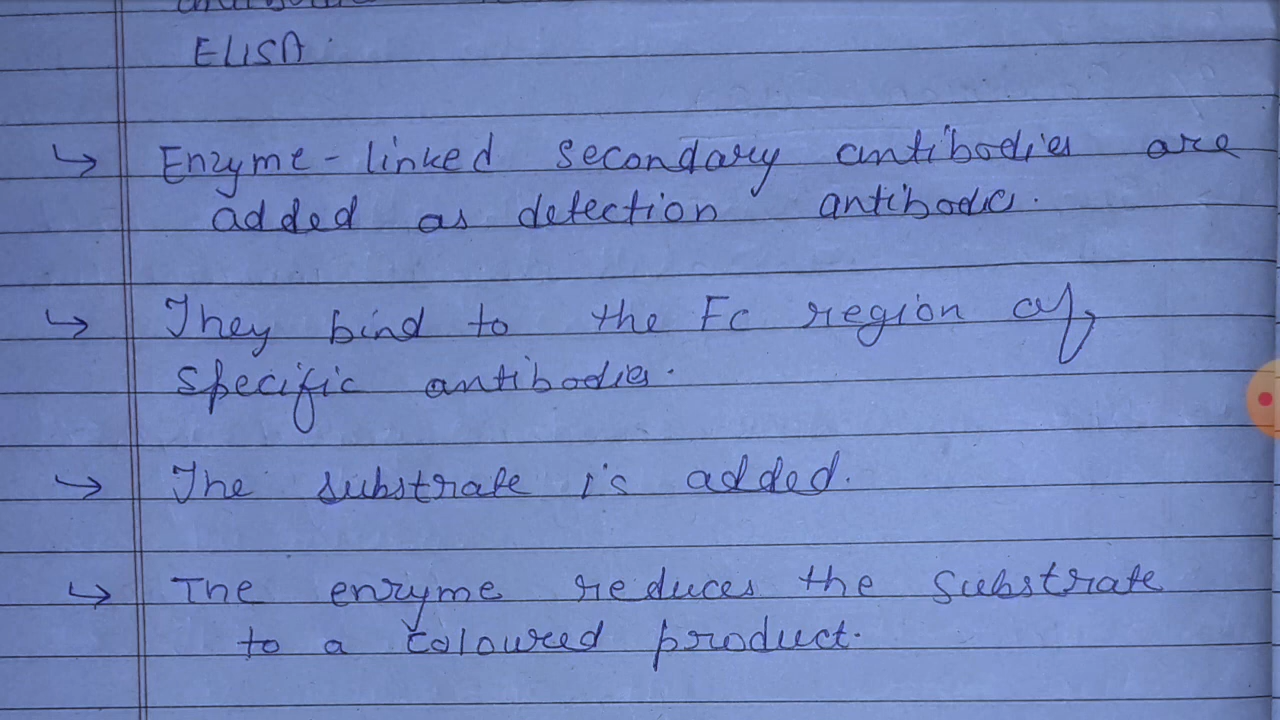 ELISA.
↳ Enzyme-linked secondary antibodies are
added as detection antibodies.
↳ They bind to the Fc region of
specific antibodies.
↳ The substrate is added.
↳ The enzyme reduces the substrate
to a coloured product.